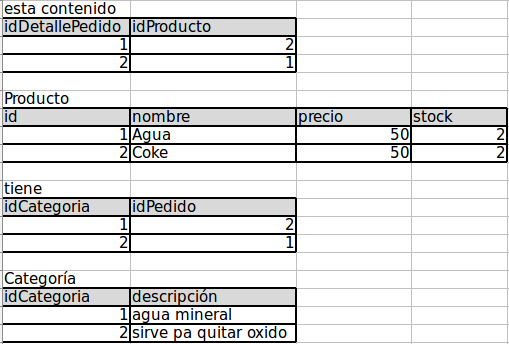 esta contenido
idDetallePedido idProducto
1 2
2 1
Producto
id nombre precio stock
1 Agua 50 2
2 Coke 50 2
tiene
idCategoria idPedido
1 2
2 1
Categoría
idCategoria descripción
1 agua mineral
2 sirve pa quitar oxido